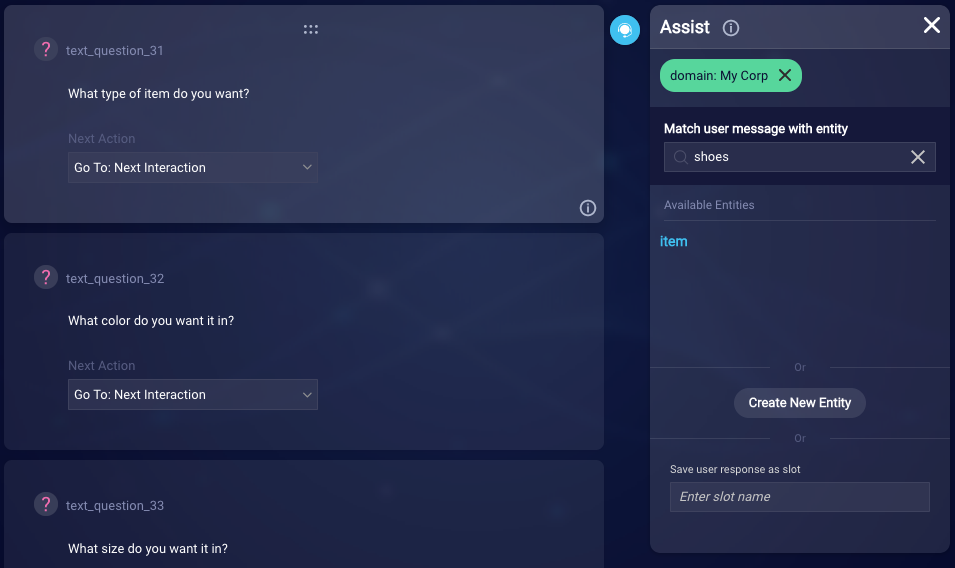 ?
text_question_31
What type of item do you want?
Next Action
Go To: Next Interaction
?
text_question_32
What color do you want it in?
Next Action
Go To: Next Interaction
?
text_question_33
What size do you want it in?
Assist
domain: My Corp
Match user message with entity
shoes
Available Entities
item
Or
Create New Entity
Or
Save user response as slot
Enter slot name